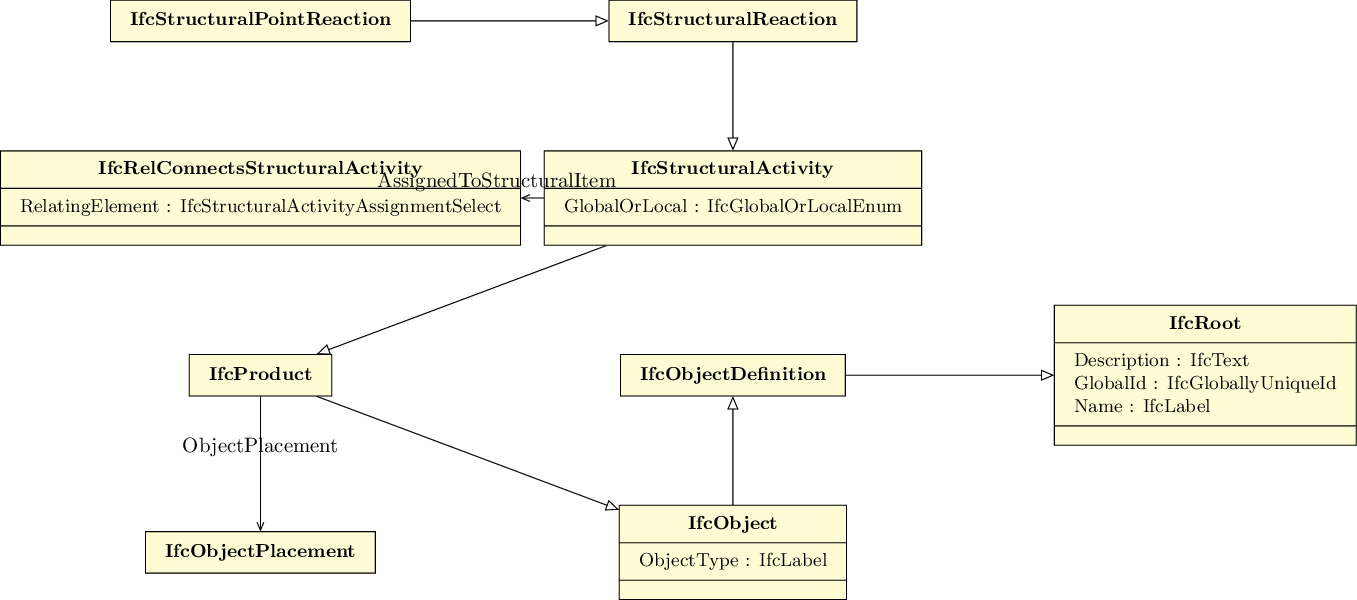 IfcStructuralPointReaction
IfcStructuralReaction
IfcRelConnectsStructuralActivity
RelatingElement : IfcStructuralActivityAssignmentSelect
AssignedToStructuralItem
IfcStructuralActivity
GlobalOrLocal : IfcGlobalOrLocalEnum
IfcRoot
Description : IfcText
GlobalId : IfcGloballyUniqueId
Name : IfcLabel
IfcProduct
IfcObjectDefinition
ObjectPlacement
IfcObjectPlacement
IfcObject
ObjectType : IfcLabel